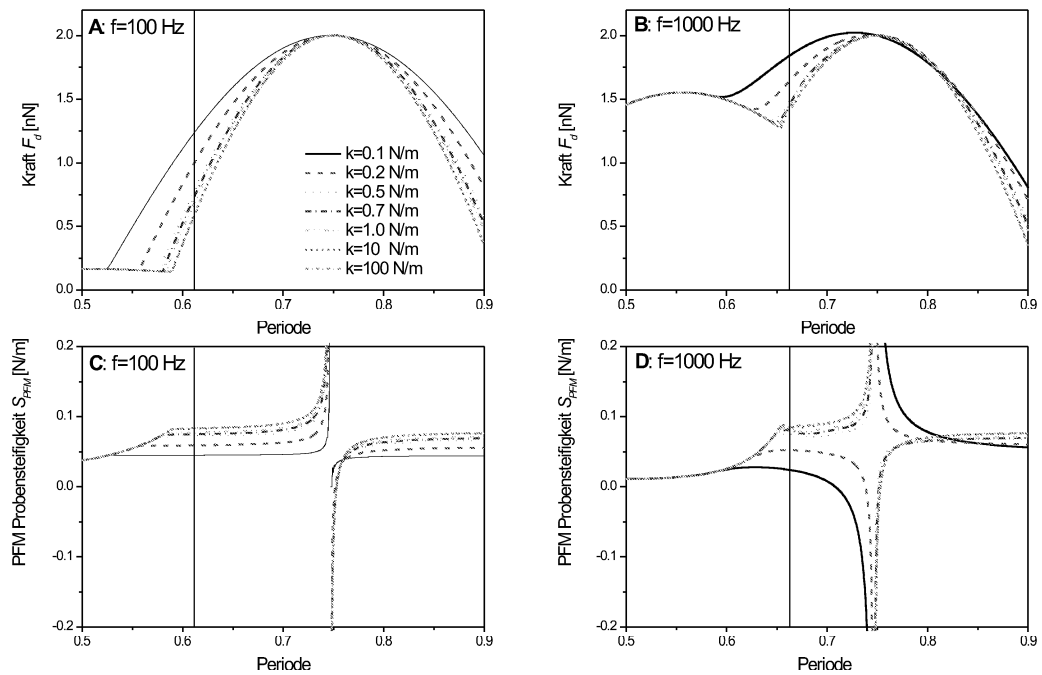 A: f=100 Hz
Kraft F_d [nN]
2.0
1.5
1.0
0.5
0.0
k=0.1 N/m
k=0.2 N/m
k=0.5 N/m
k=0.7 N/m
k=1.0 N/m
k=10 N/m
k=100 N/m
0.5 0.6 0.7 0.8 0.9
Periode
B: f=1000 Hz
Kraft F_d [nN]
2.0
1.5
1.0
0.5
0.0
0.5 0.6 0.7 0.8 0.9
Periode
C: f=100 Hz
PFM Probensteifigkeit S_PFM [N/m]
0.2
0.1
0.0
-0.1
-0.2
0.5 0.6 0.7 0.8 0.9
Periode
D: f=1000 Hz
PFM Probensteifigkeit S_PFM [N/m]
0.2
0.1
0.0
-0.1
-0.2
0.5 0.6 0.7 0.8 0.9
Periode